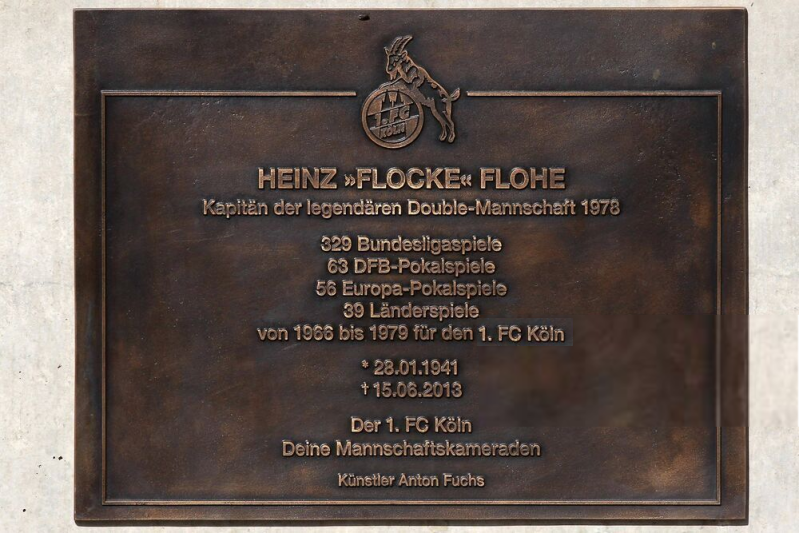 1. FC
KÖLN
HEINZ »FLOCKE« FLOHE
Kapitän der legendären Double-Mannschaft 1978
329 Bundesligaspiele
63 DFB-Pokalspiele
56 Europa-Pokalspiele
39 Länderspiele
von 1966 bis 1979 für den 1. FC Köln
* 28.01.1941
† 15.06.2013
Der 1. FC Köln
Deine Mannschaftskameraden
Künstler Anton Fuchs